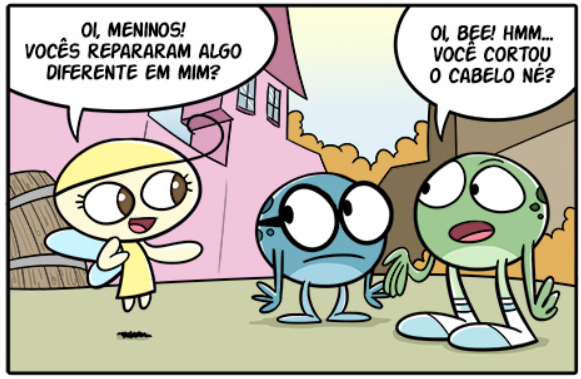 OI, MENINOS!
VOCÊS REPARARAM ALGO
DIFERENTE EM MIM?
OI, BEE! HMM...
VOCÊ CORTOU
O CABELO NÉ?